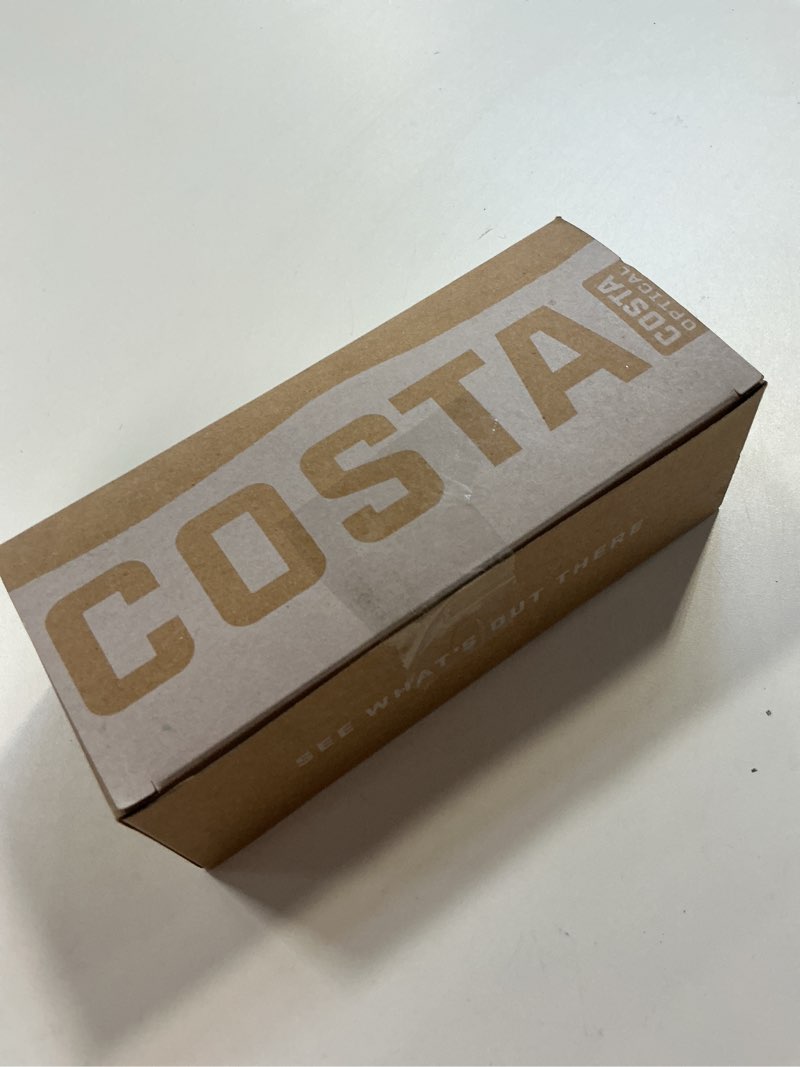 COSTA
COSTA
OPTICAL
SEE WHAT'S OUT THERE